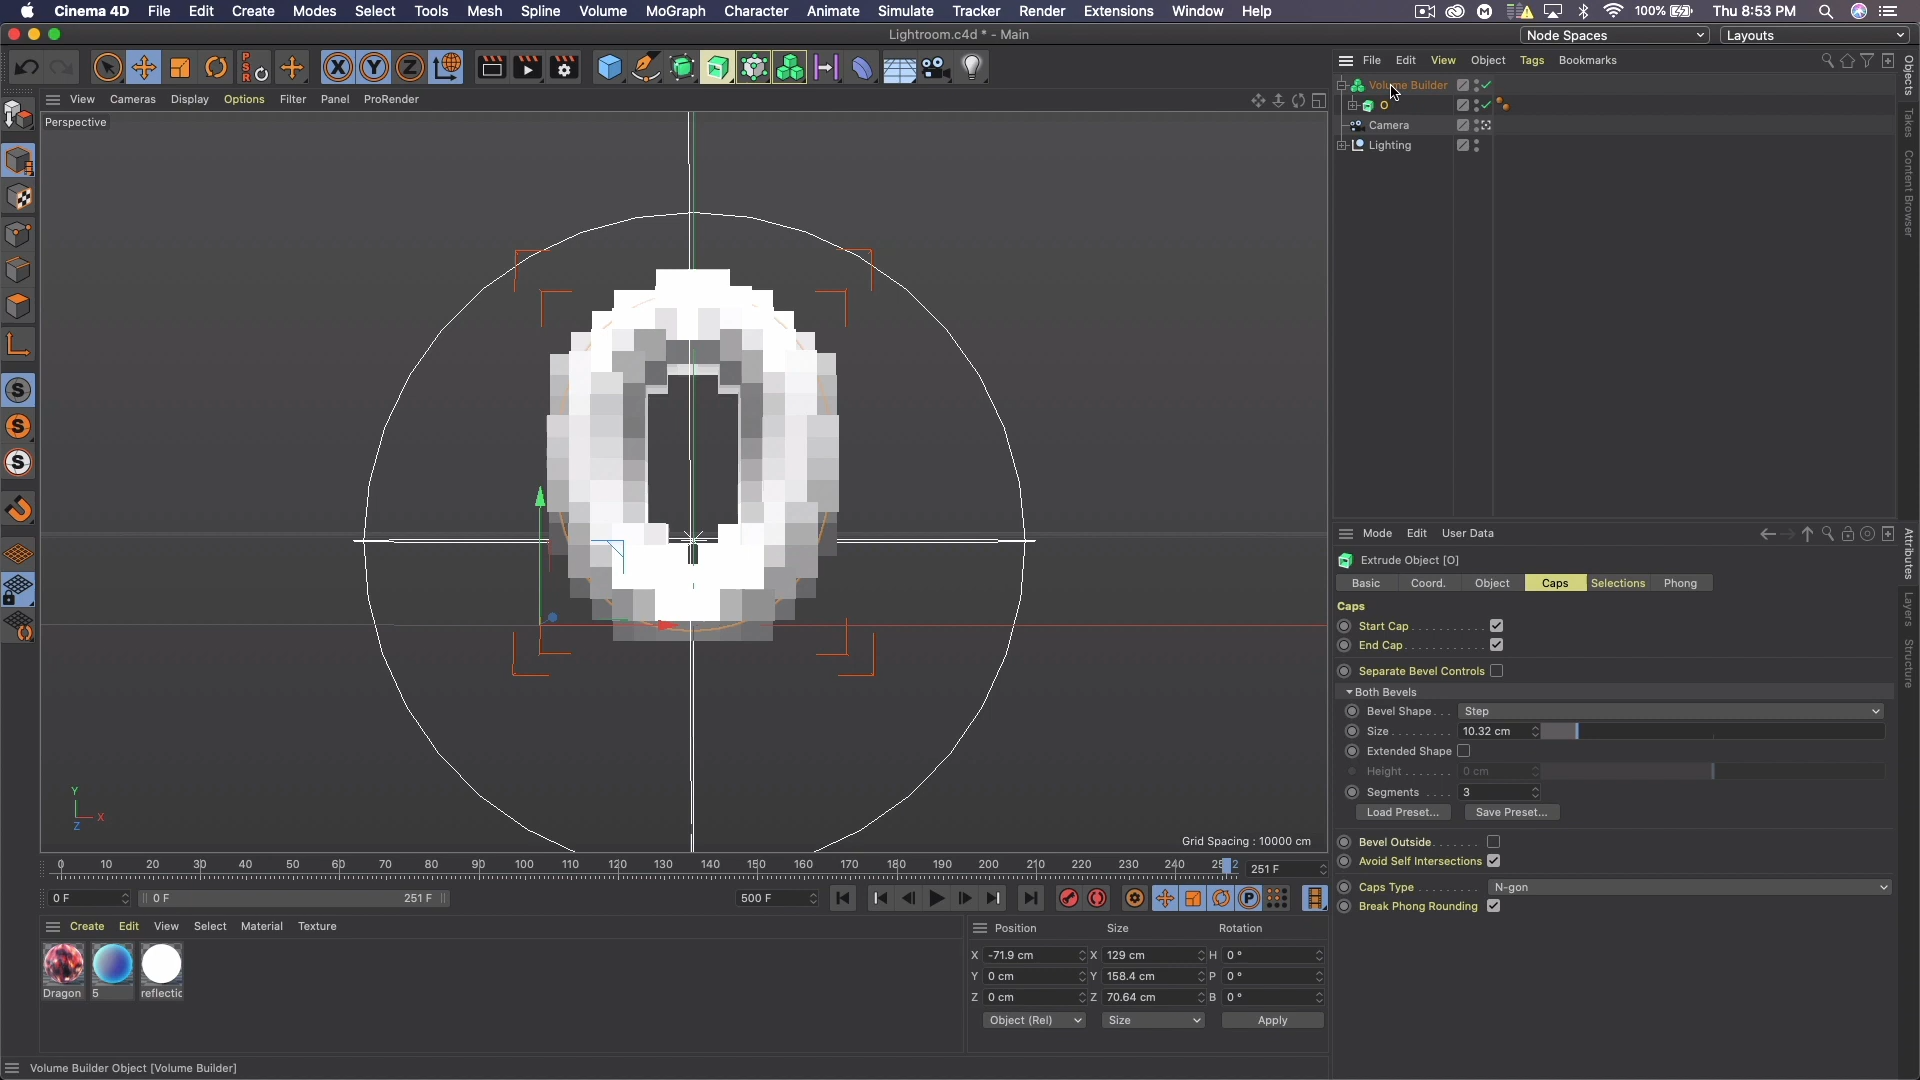 Cinema 4D File Edit Create Modes Select Tools Mesh Spline Volume MoGraph Character Animate Simulate Tracker Render Extensions Window Help
100% Thu 8:53 PM
Lightroom.c4d * - Main
Node Spaces
Layouts
PSR
View Cameras Display Options Filter Panel ProRender
File Edit View Object Tags Bookmarks
Perspective
Volume Builder
O
Camera
Lighting
Objects
Takes
Content Browser
Mode Edit User Data
Extrude Object [O]
Basic Coord. Object Caps Selections Phong
Caps
Start Cap
End Cap
Separate Bevel Controls
Both Bevels
Bevel Shape Step
Size 10.32 cm
Extended Shape
Height 0 cm
Segments 3
Load Preset... Save Preset...
Bevel Outside
Avoid Self Intersections
Caps Type N-gon
Break Phong Rounding
Attributes
Layers
Structure
Y
X
Z
Grid Spacing : 10000 cm
0 10 20 30 40 50 60 70 80 90 100 110 120 130 140 150 160 170 180 190 200 210 220 230 240 251 F
0 F 0 F 251 F 500 F
Create Edit View Select Material Texture
Dragon 5 reflectic
Position Size Rotation
X -71.9 cm X 129 cm H 0 °
Y 0 cm Y 158.4 cm P 0 °
Z 0 cm Z 70.64 cm B 0 °
Object (Rel) Size Apply
Volume Builder Object [Volume Builder]